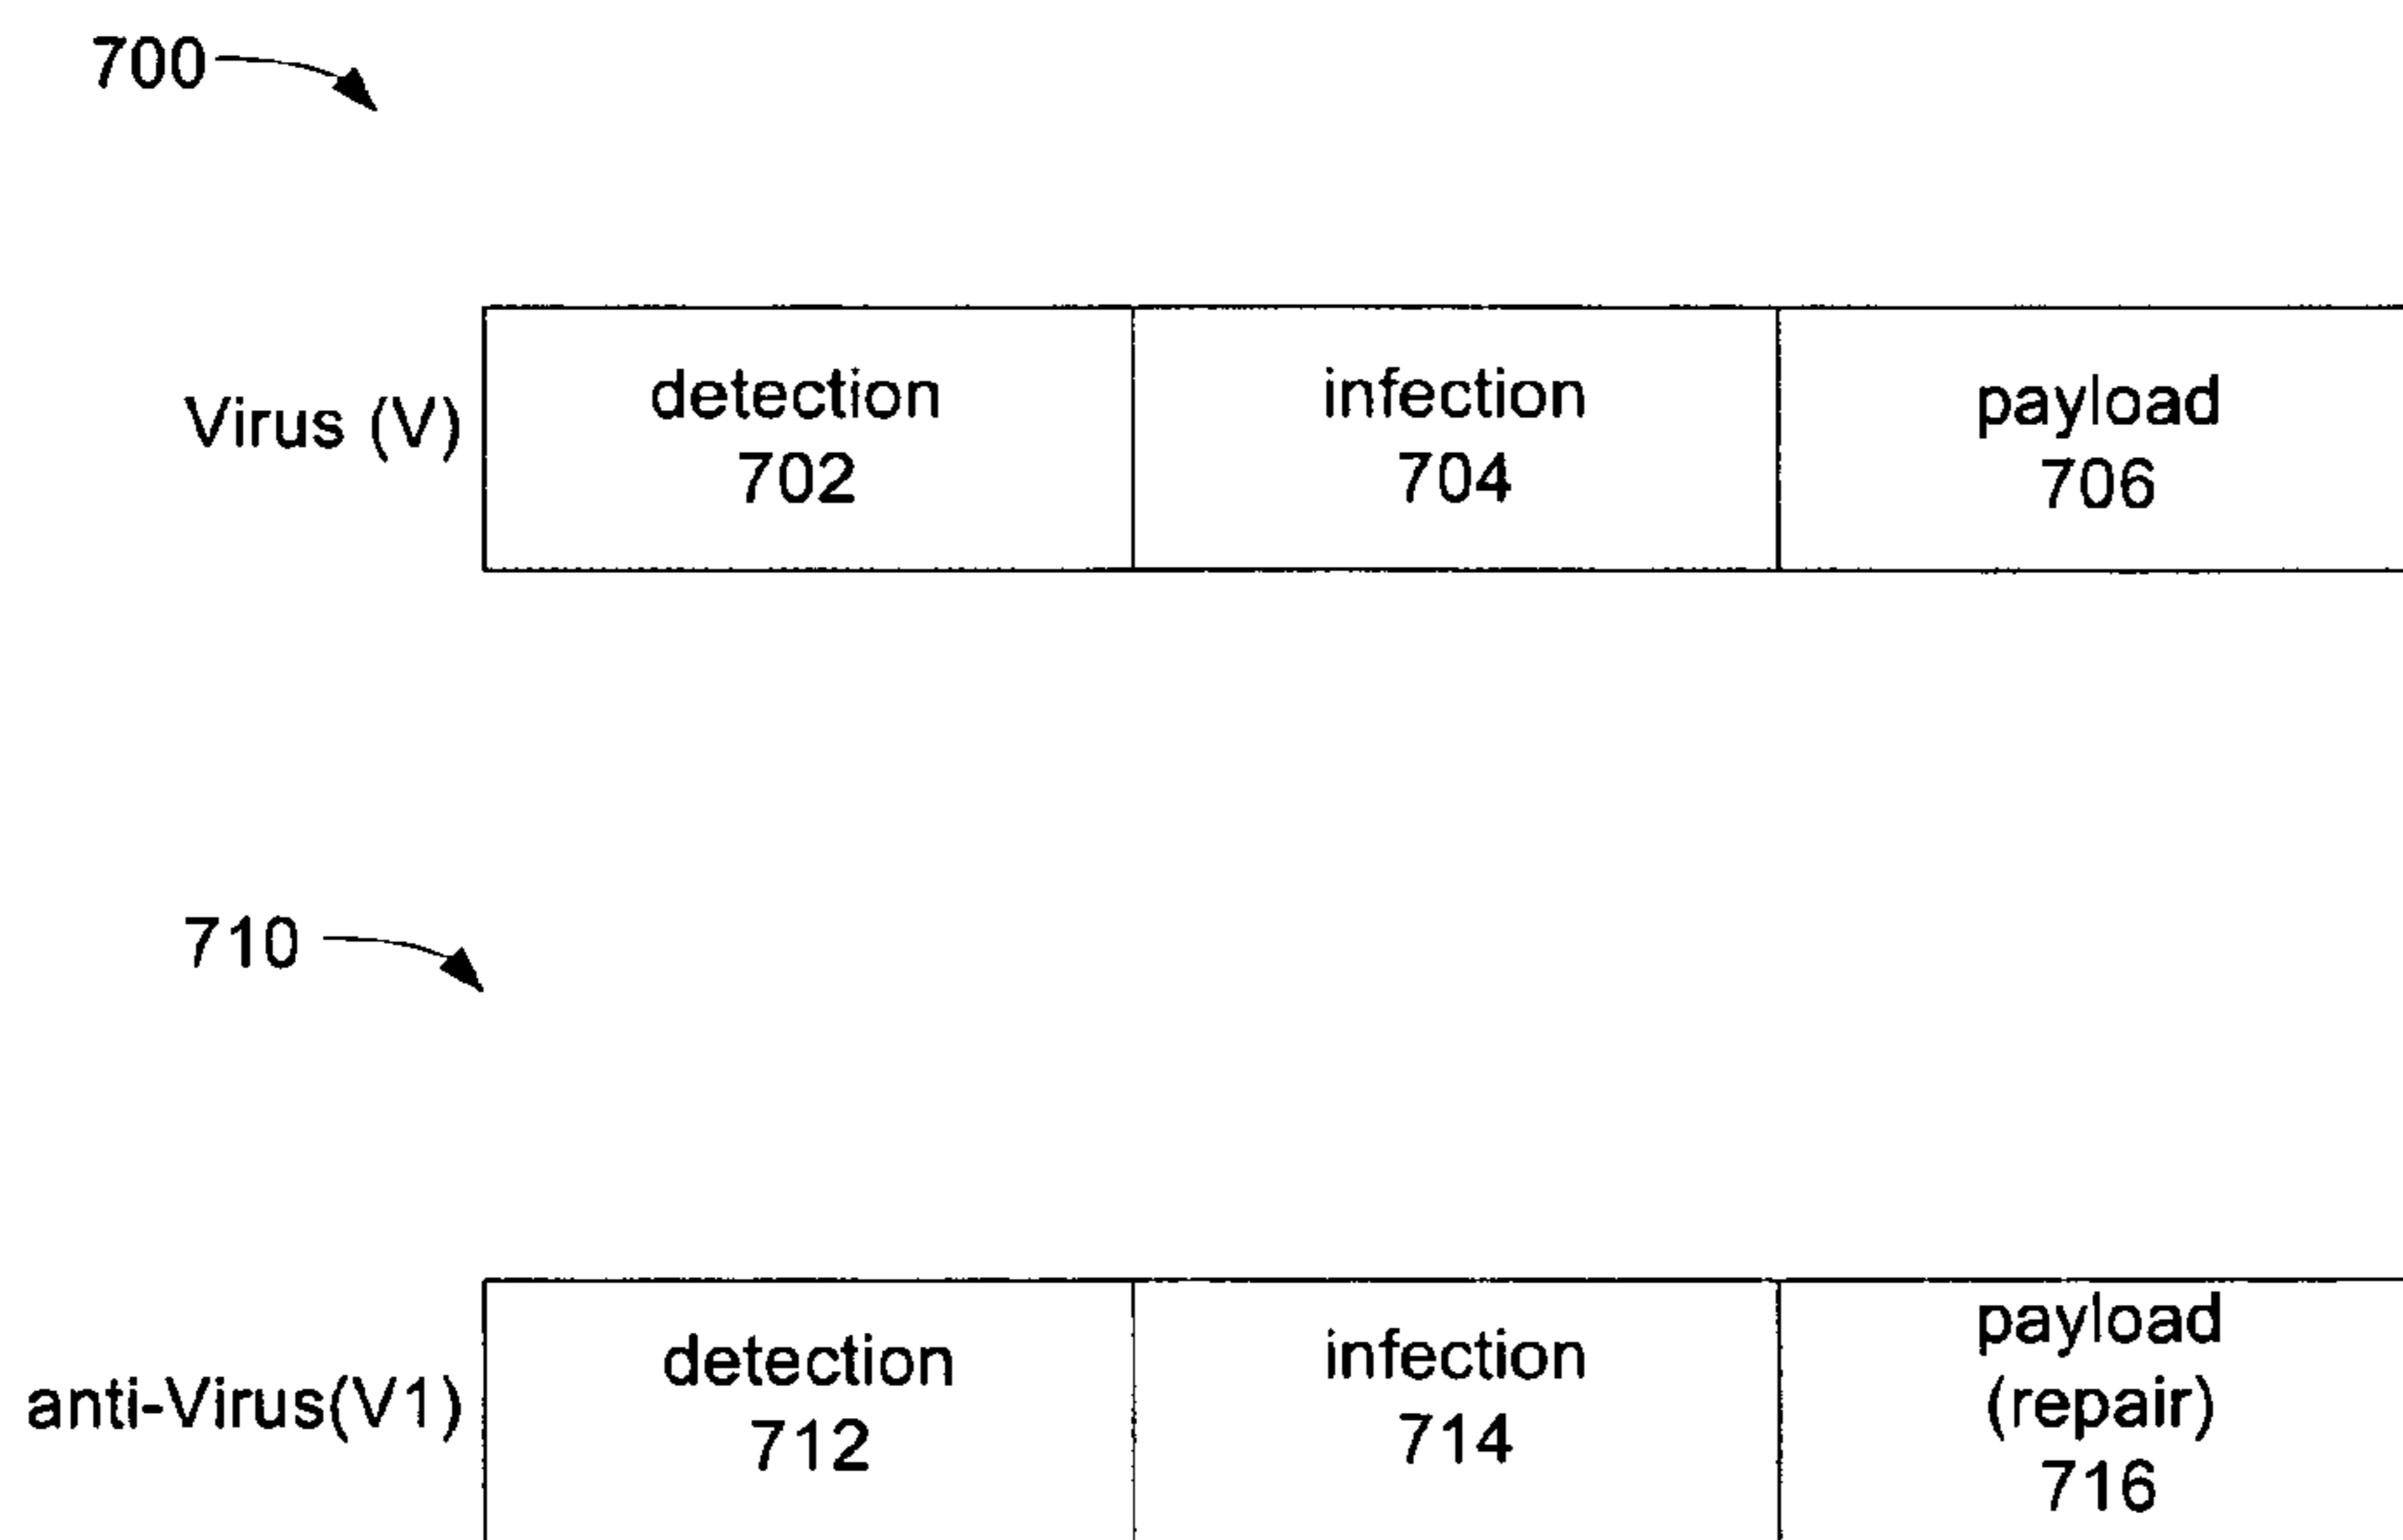 700
Virus (V)
detection
702
infection
704
payload
706
710
anti-Virus(V1)
detection
712
infection
714
payload
(repair)
716